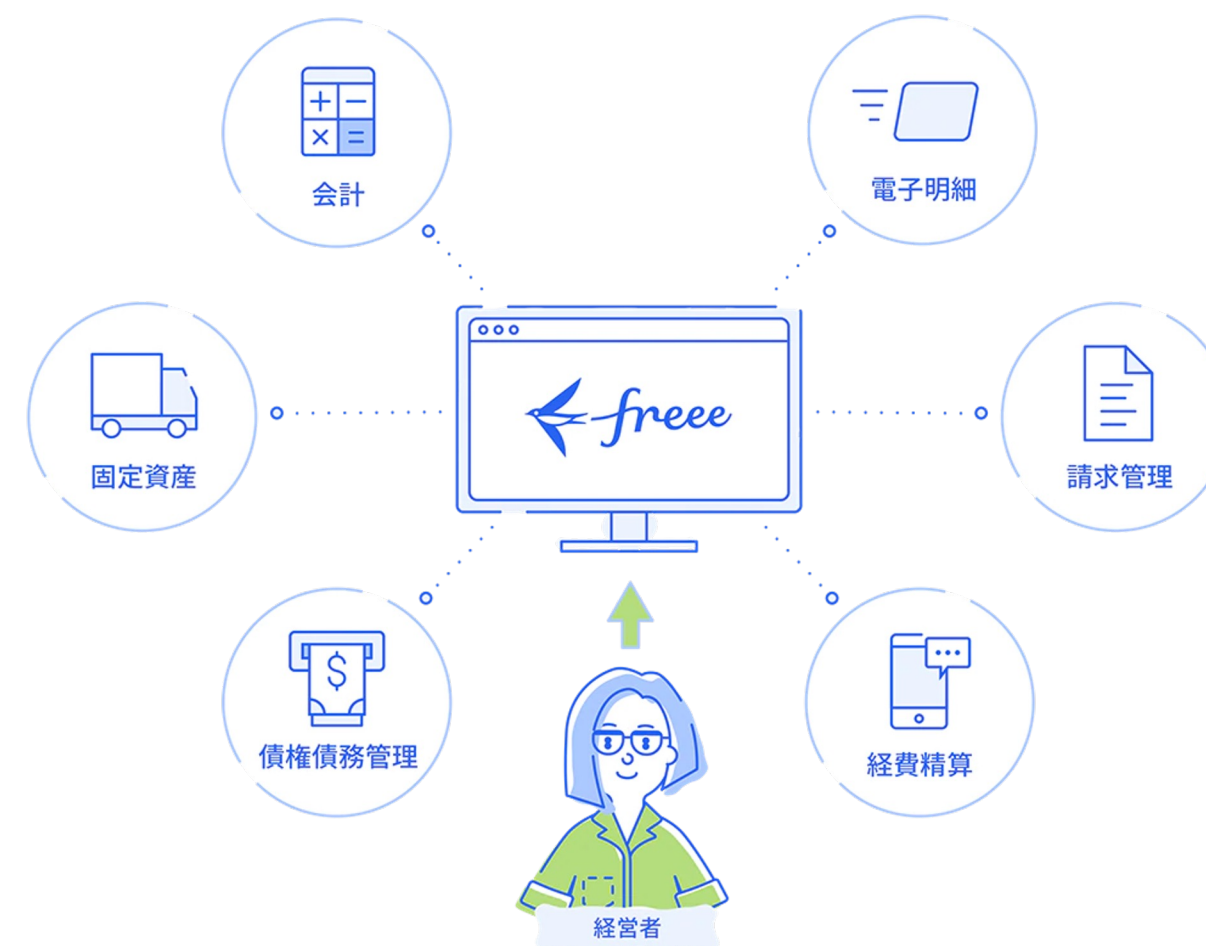 会計
電子明細
freee
固定資産
請求管理
債権債務管理
経費精算
経営者